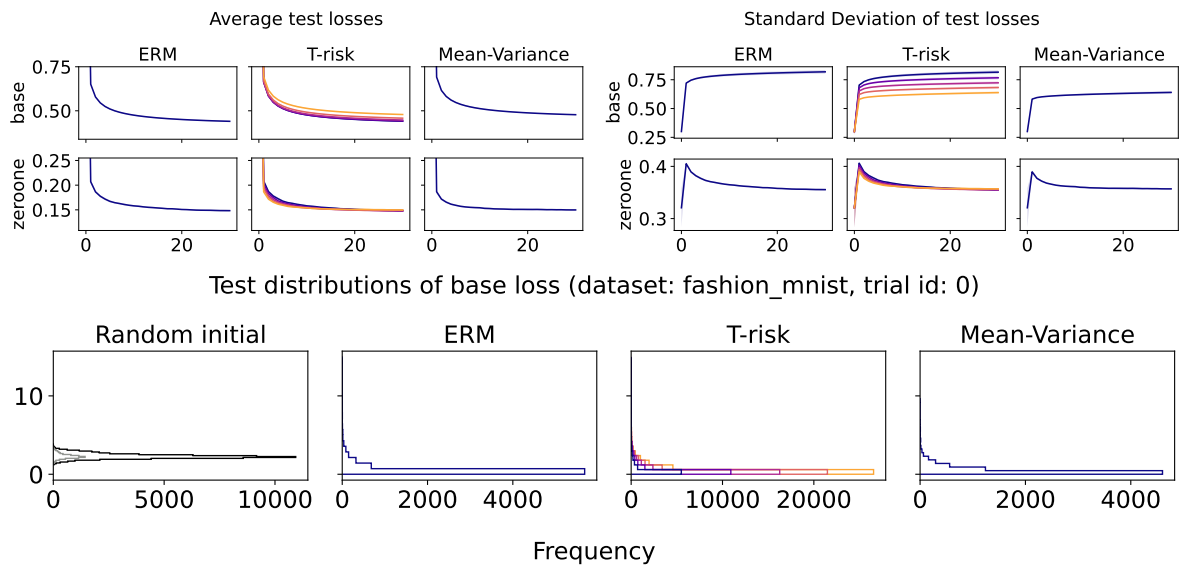 Average test losses
Standard Deviation of test losses
ERM
T-risk
Mean-Variance
ERM
T-risk
Mean-Variance
base
0.75
0.50
base
0.75
0.50
0.25
zeroone
0.25
0.20
0.15
zeroone
0.4
0.3
0 20
0 20
0 20
0 20
0 20
0 20
Test distributions of base loss (dataset: fashion_mnist, trial id: 0)
Random initial
ERM
T-risk
Mean-Variance
10
0
0 5000 10000
0 2000 4000
0 10000 20000
0 2000 4000
Frequency